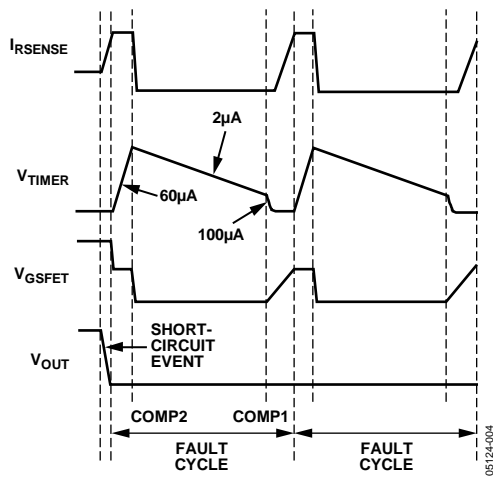 IRSENSE
2µA
VTIMER
60µA
100µA
VGSFET
SHORT-
CIRCUIT
EVENT
VOUT
COMP2
COMP1
FAULT
CYCLE
FAULT
CYCLE
05124-004